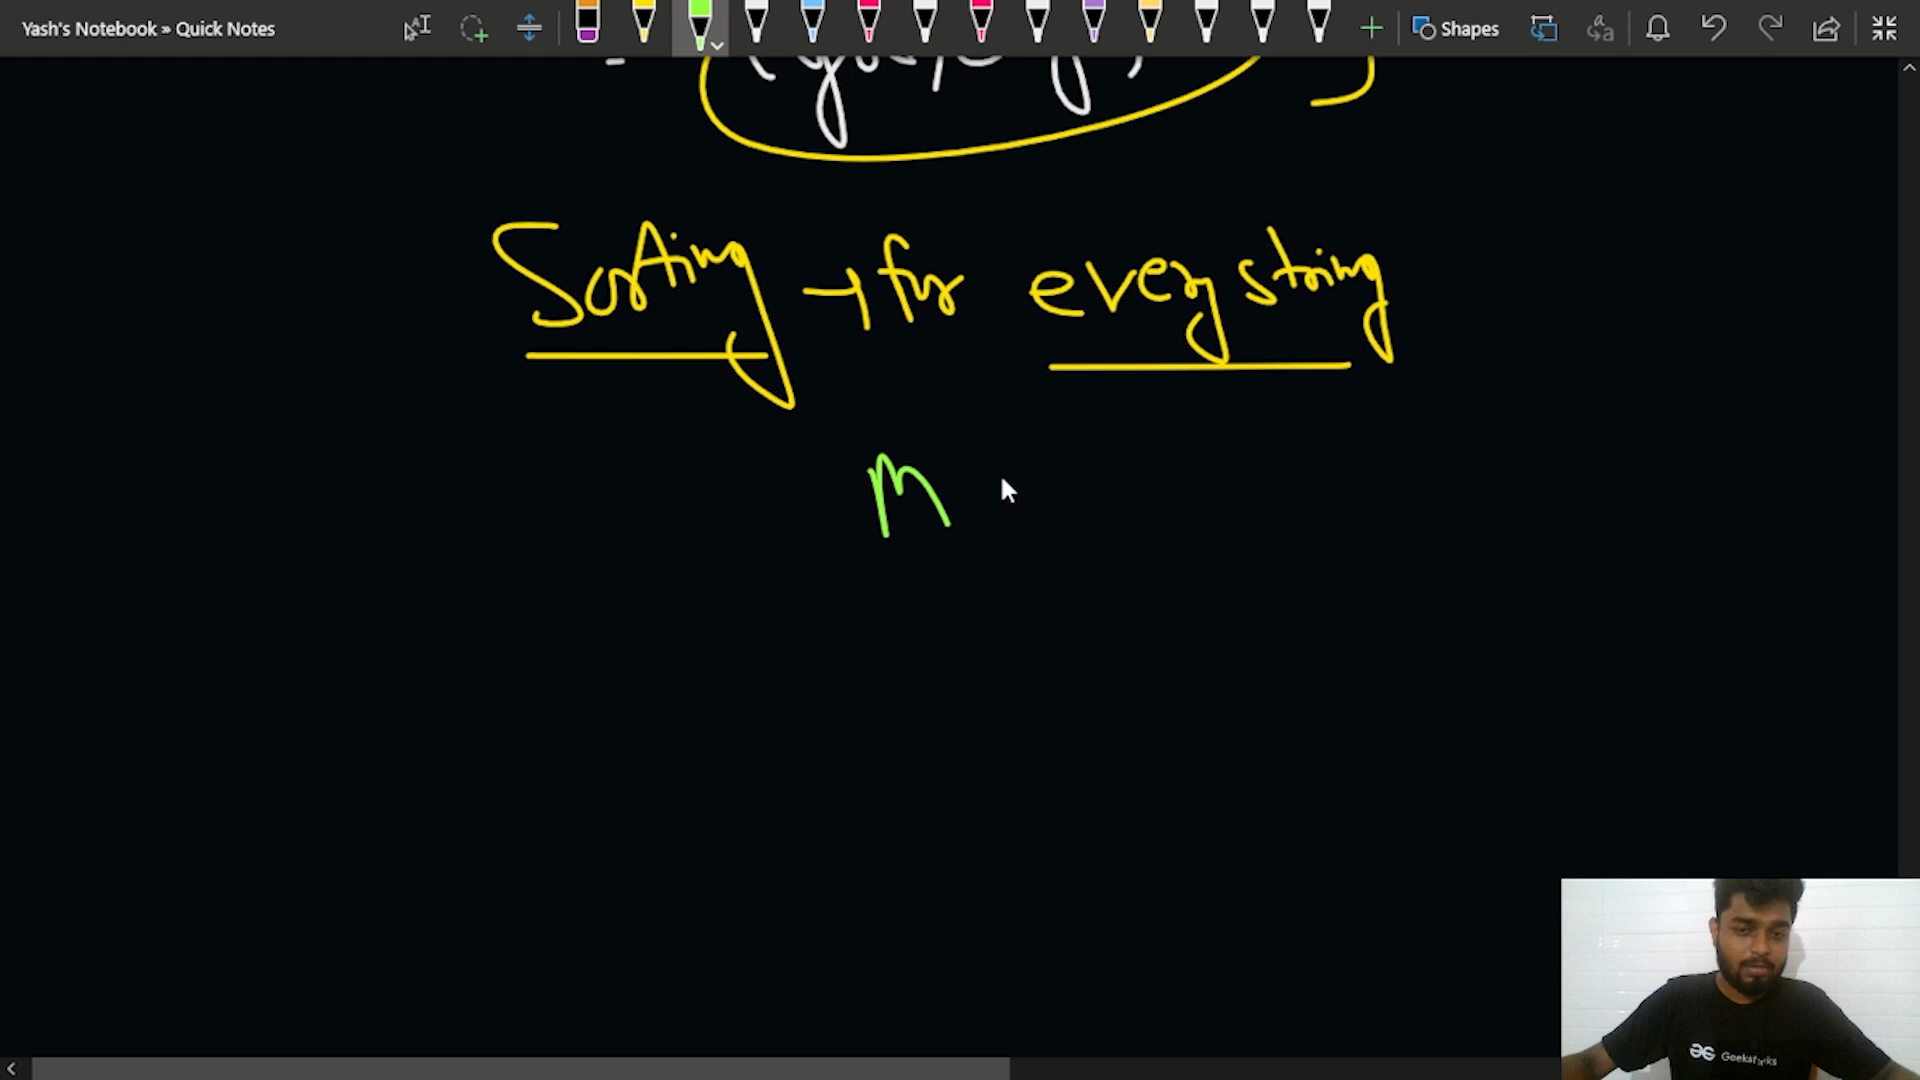 Yash's Notebook » Quick Notes
Shapes
Sorting → for every string
M